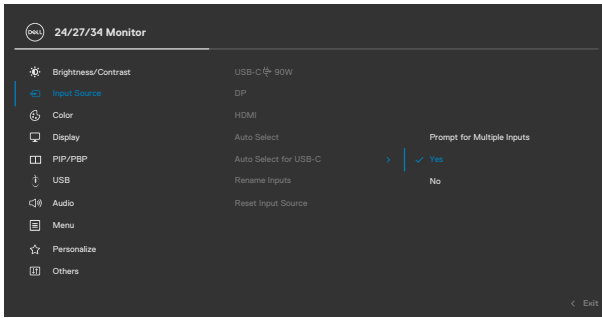 DELL 24/27/34 Monitor
Brightness/Contrast
Input Source
Color
Display
PIP/PBP
USB
Audio
Menu
Personalize
Others
USB-C 90W
DP
HDMI
Auto Select
Auto Select for USB-C
Rename Inputs
Reset Input Source
Prompt for Multiple Inputs
Yes
No
Exit